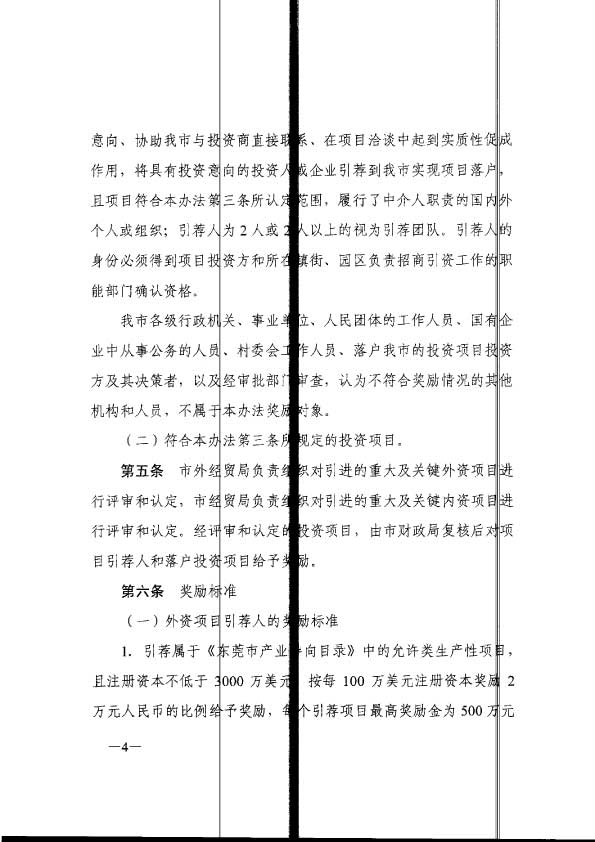 意向、协助我市与投资商直接联系、在项目洽谈中起到实质性促成
作用，将具有投资意向的投资人或企业引荐到我市实现项目落户，
且项目符合本办法第三条所认定范围，履行了中介人职责的国内外
个人或组织；引荐人为2人或2人以上的视为引荐团队。引荐人的
身份必须得到项目投资方和所在镇街、园区负责招商引资工作的职
能部门确认资格。
我市各级行政机关、事业单位、人民团体的工作人员、国有企
业中从事公务的人员、村委会工作人员、落户我市的投资项目投资
方及其决策者，以及经审批部门审查，认为不符合奖励情况的其他
机构和人员，不属于本办法奖励对象。
（二）符合本办法第三条所规定的投资项目。
第五条　市外经贸局负责组织对引进的重大及关键外资项目进
行评审和认定，市经贸局负责组织对引进的重大及关键内资项目进
行评审和认定。经评审和认定的投资项目，由市财政局复核后对项
目引荐人和落户投资项目给予奖励。
第六条　奖励标准
（一）外资项目引荐人的奖励标准
1．引荐属于《东莞市产业导向目录》中的允许类生产性项目，
且注册资本不低于 3000 万美元，按每 100 万美元注册资本奖励 2
万元人民币的比例给予奖励，每个引荐项目最高奖励金为 500 万元
—4—